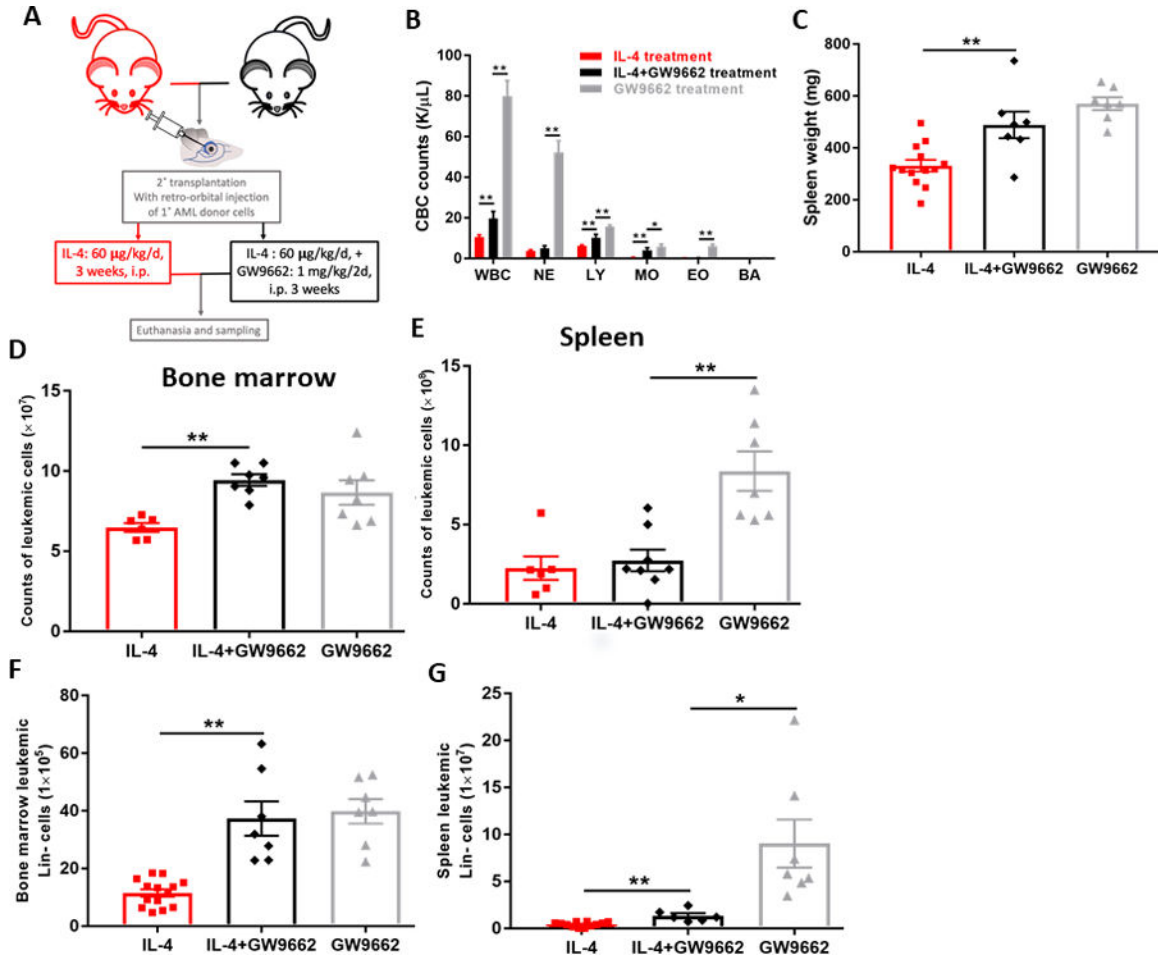 A
2˚ transplantation
With retro-orbital injection
of 1˚ AML donor cells
IL-4: 60 μg/kg/d,
3 weeks, i.p.
IL-4 : 60 μg/kg/d, +
GW9662: 1 mg/kg/2d,
i.p. 3 weeks
Euthanasia and sampling
B
CBC counts (K/μL)
100
80
60
40
20
0
IL-4 treatment
IL-4+GW9662 treatment
GW9662 treatment
** ** ** ** ** ** * **
WBC NE LY MO EO BA
C
Spleen weight (mg)
800
600
400
200
0
**
IL-4 IL-4+GW9662 GW9662
D
Bone marrow
Counts of leukemic cells (× 10⁷)
15
10
5
0
**
IL-4 IL-4+GW9662 GW9662
E
Spleen
Counts of leukemic cells (× 10⁸)
15
10
5
0
**
IL-4 IL-4+GW9662 GW9662
F
Bone marrow leukemic
Lin- cells (1×10⁵)
80
60
40
20
0
**
IL-4 IL-4+GW9662 GW9662
G
Spleen leukemic
Lin- cells (1×10⁷)
25
20
15
10
5
0
**
*
IL-4 IL-4+GW9662 GW9662